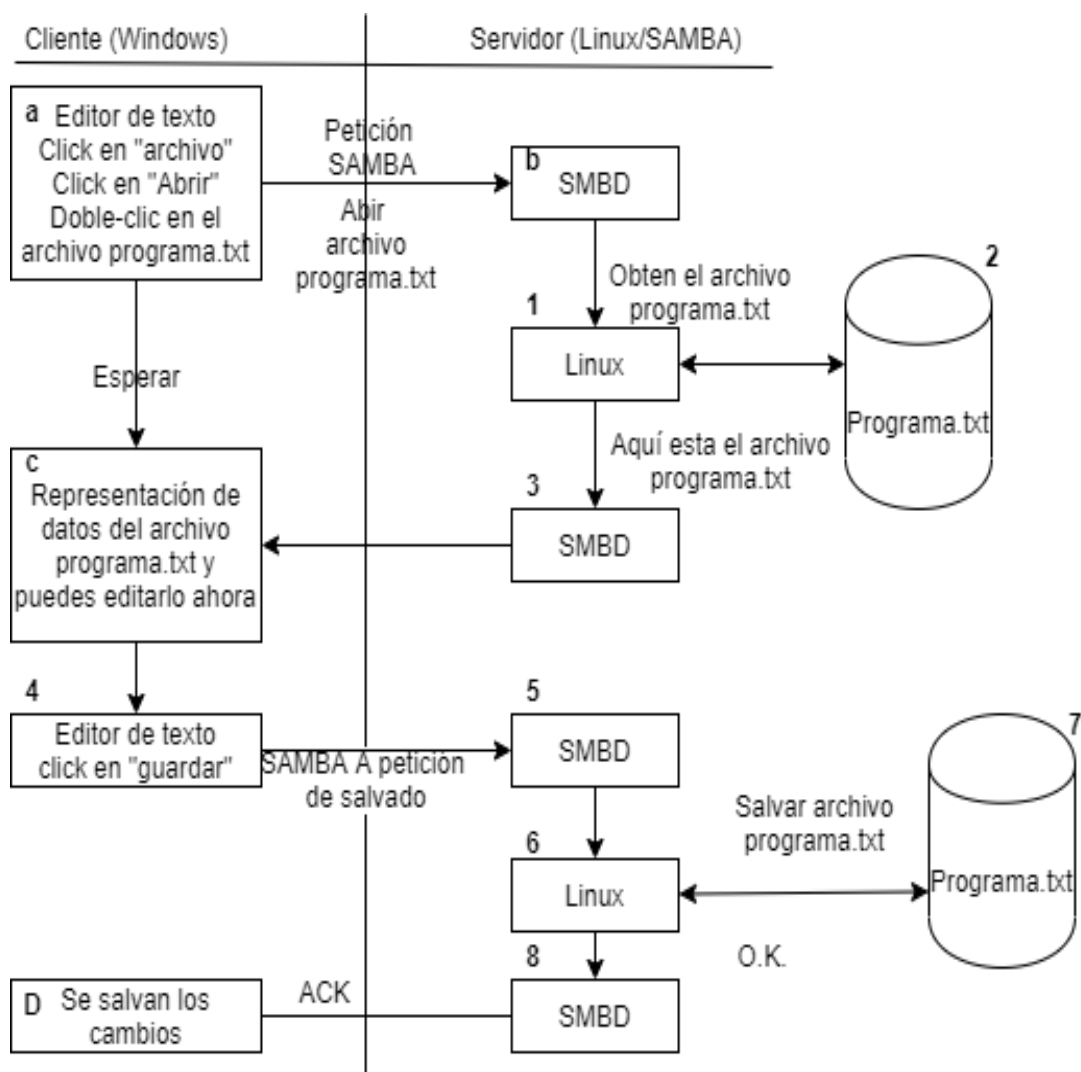 Cliente (Windows)
Servidor (Linux/SAMBA)
a
Editor de texto
Click en "archivo"
Click en "Abrir"
Doble-clic en el
archivo programa.txt
Petición
SAMBA
Abir
archivo
programa.txt
b
SMBD
Obten el archivo
programa.txt
1
Linux
2
Programa.txt
Esperar
Aquí esta el archivo
programa.txt
3
SMBD
c
Representación de
datos del archivo
programa.txt y
puedes editarlo ahora
4
Editor de texto
click en "guardar"
SAMBA A petición
de salvado
5
SMBD
6
Linux
Salvar archivo
programa.txt
7
Programa.txt
O.K.
8
SMBD
ACK
D
Se salvan los
cambios